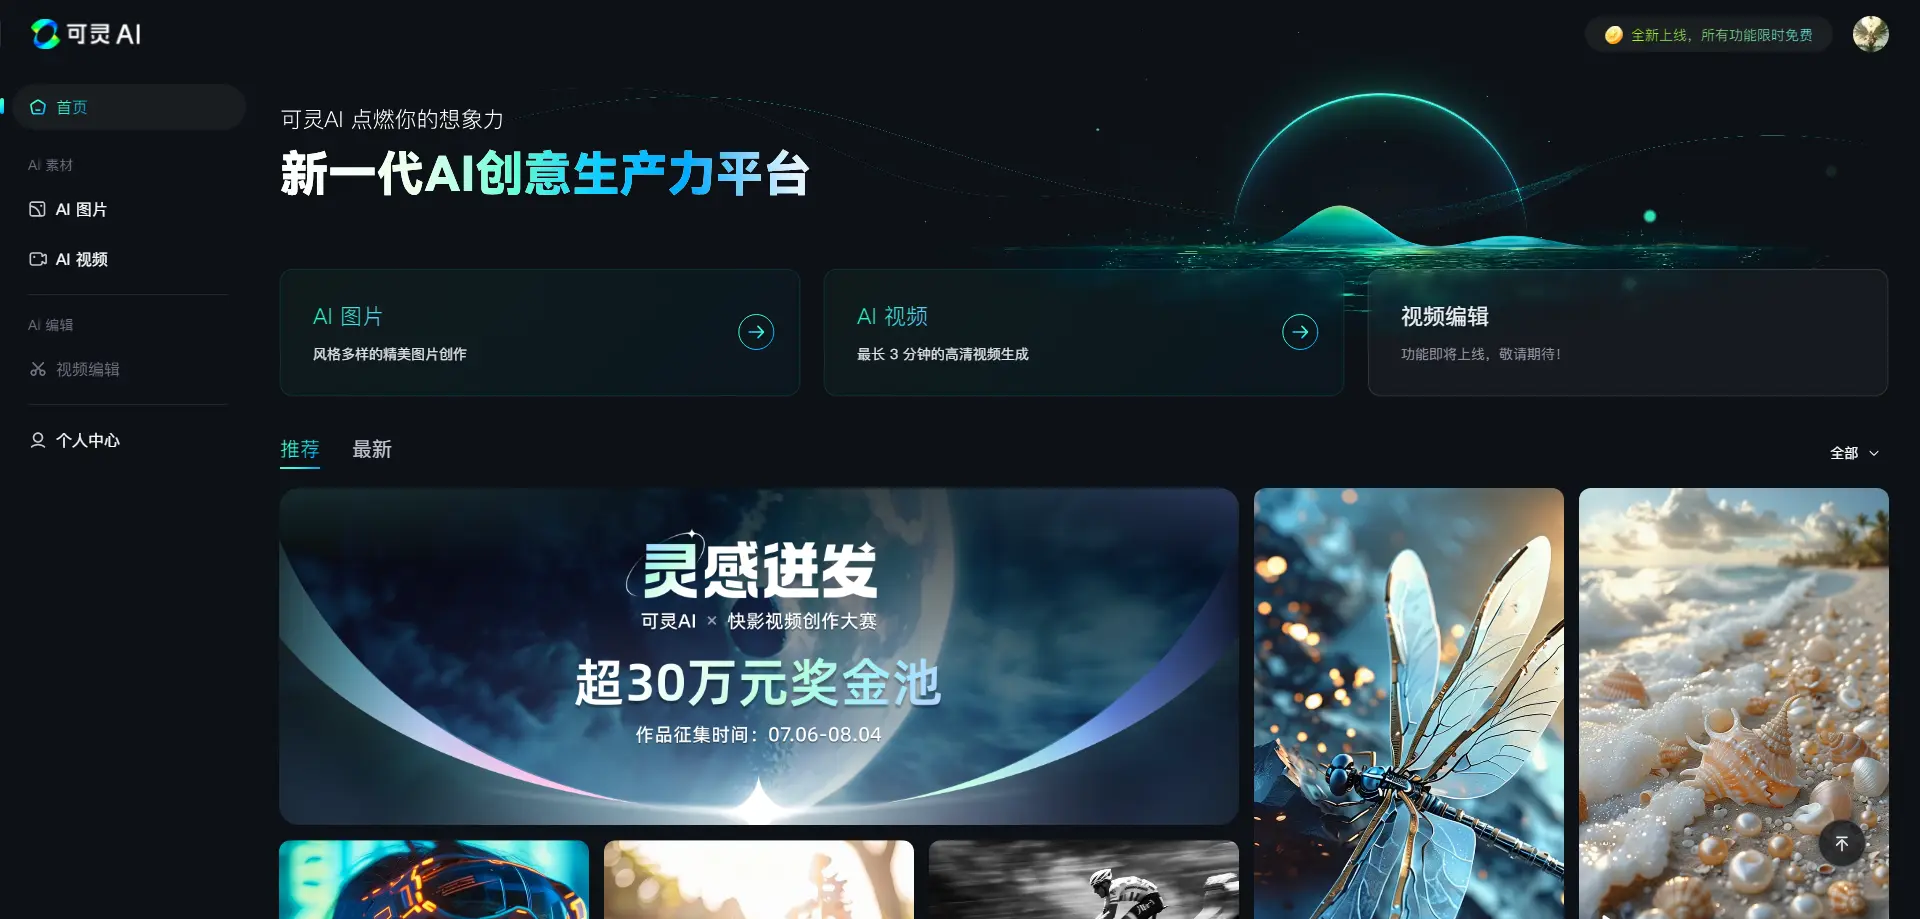 可灵 AI
全新上线，所有功能限时免费
首页
AI 素材
AI 图片
AI 视频
AI 编辑
视频编辑
个人中心
可灵AI 点燃你的想象力
新一代AI创意生产力平台
AI 图片
风格多样的精美图片创作
AI 视频
最长 3 分钟的高清视频生成
视频编辑
功能即将上线，敬请期待！
推荐
最新
全部
灵感迸发
可灵AI × 快影视频创作大赛
超30万元奖金池
作品征集时间：07.06-08.04